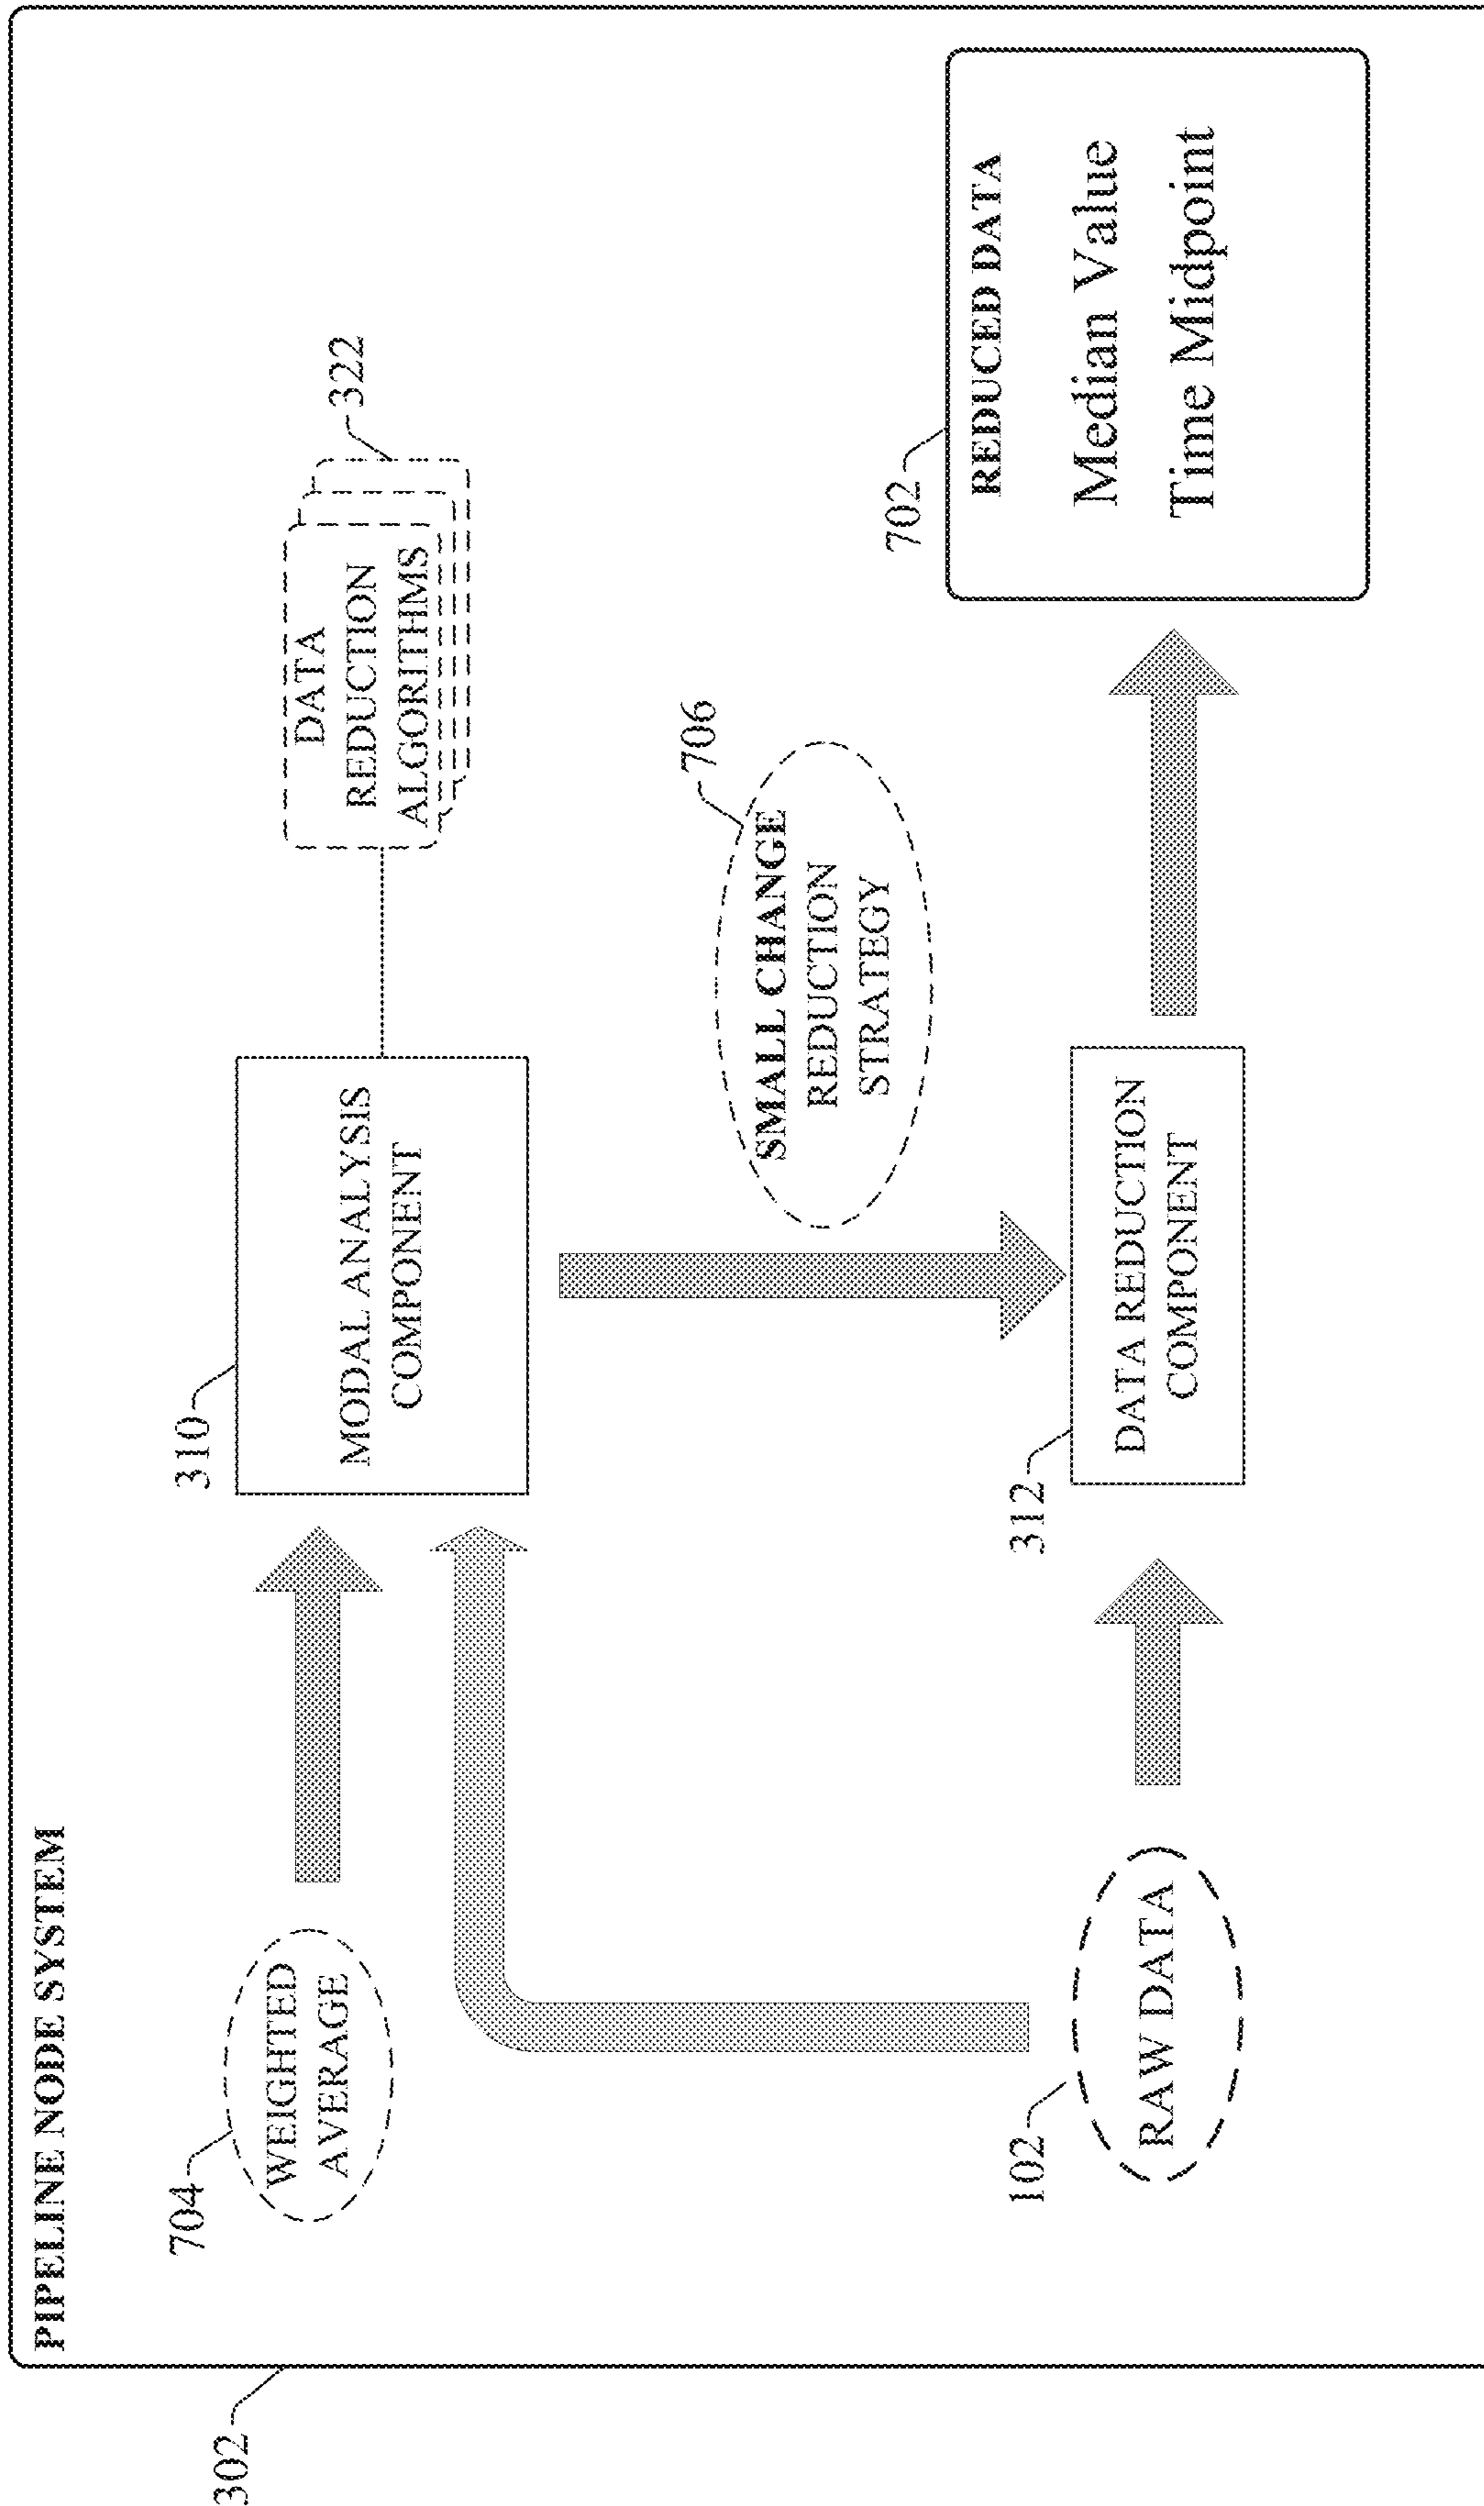 PIPELINE NODE SYSTEM
302
704
WEIGHTED
AVERAGE
310
MODAL ANALYSIS
COMPONENT
322
DATA
REDUCTION
ALGORITHMS
706
SMALL CHANGE
REDUCTION
STRATEGY
102
RAW DATA
312
DATA REDUCTION
COMPONENT
702
REDUCED DATA
Median Value
Time Midpoint